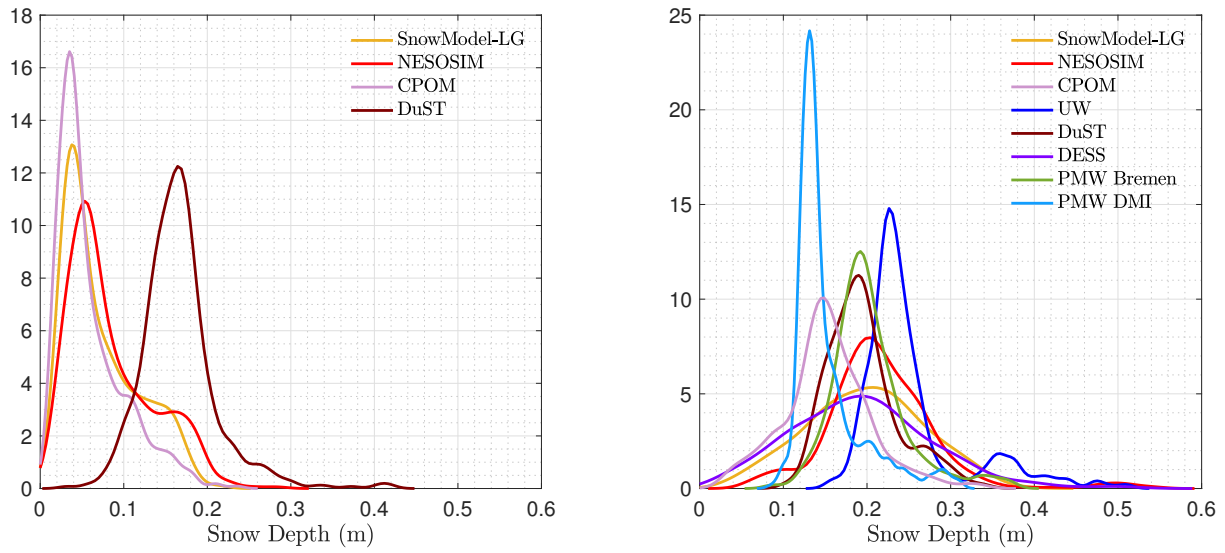 18
16
14
12
10
8
6
4
2
0
SnowModel-LG
NESOSIM
CPOM
DuST
0 0.1 0.2 0.3 0.4 0.5 0.6
Snow Depth (m)
25
20
15
10
5
0
SnowModel-LG
NESOSIM
CPOM
UW
DuST
DESS
PMW Bremen
PMW DMI
0 0.1 0.2 0.3 0.4 0.5 0.6
Snow Depth (m)